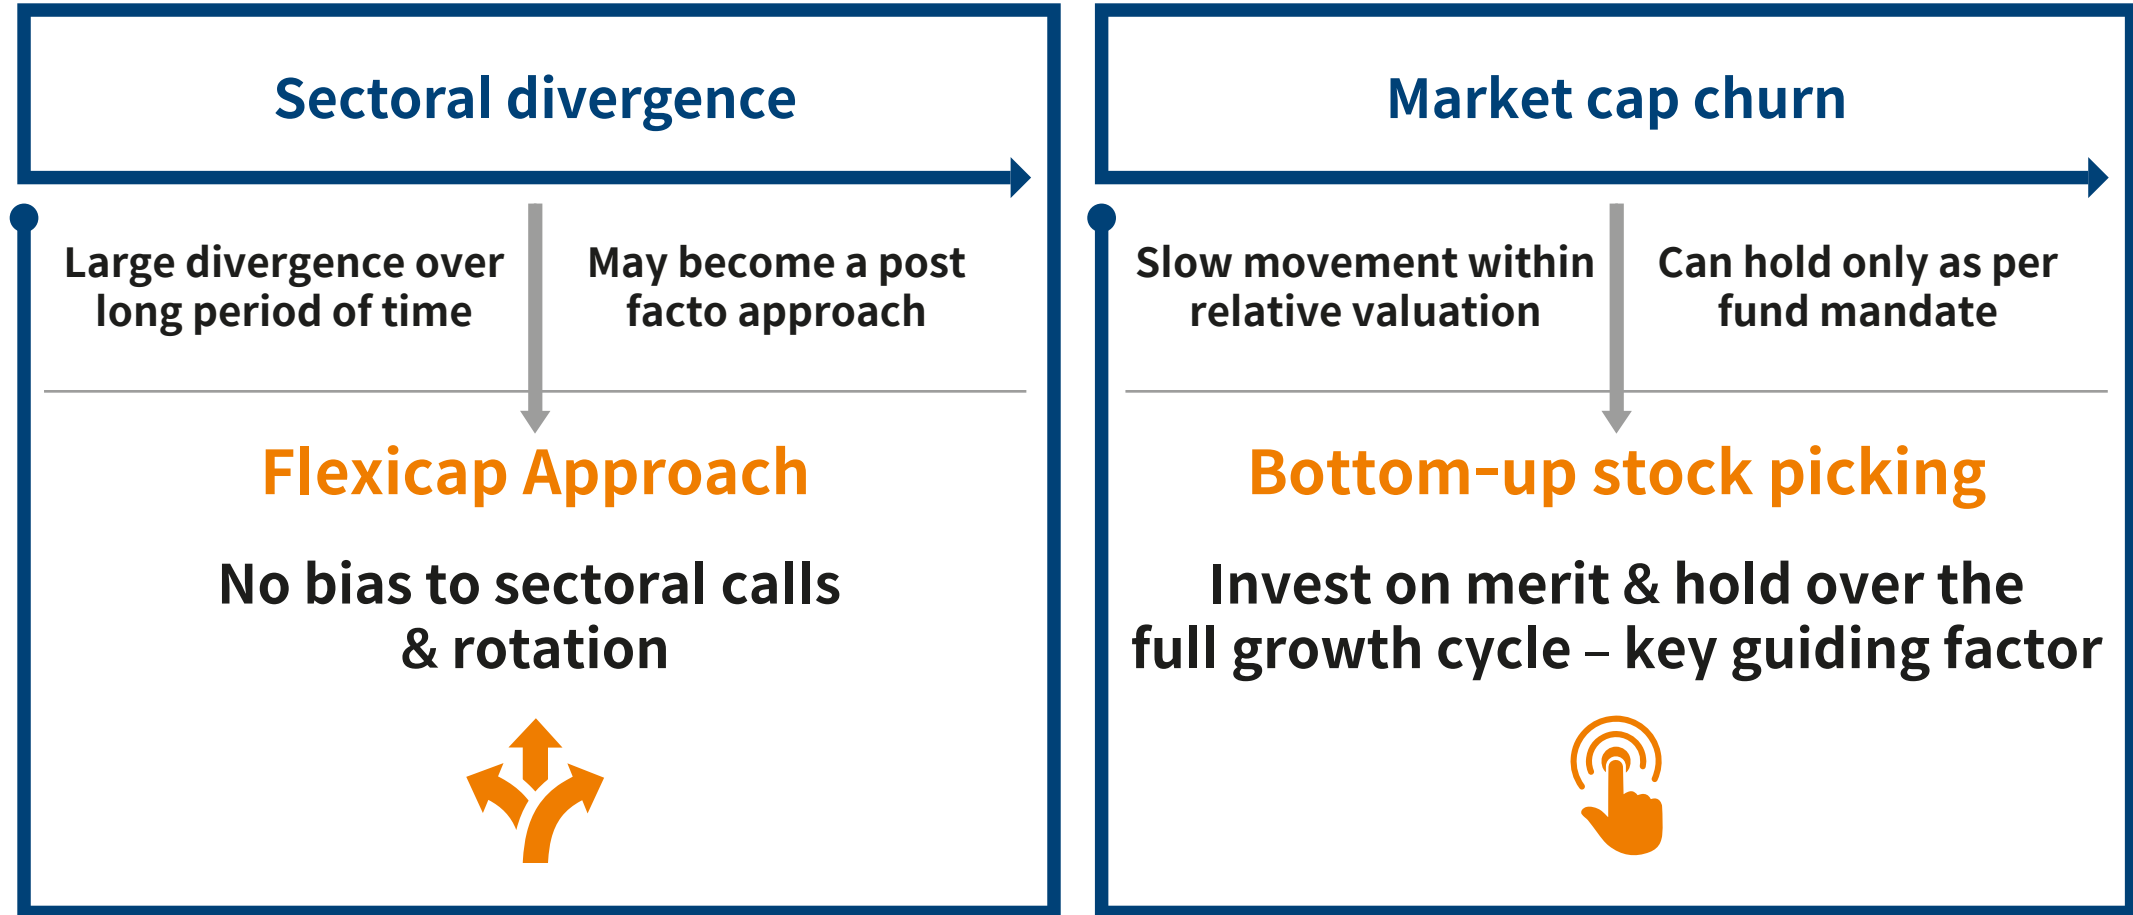 Sectoral divergence
Large divergence over
long period of time
May become a post
facto approach
Flexicap Approach
No bias to sectoral calls
& rotation
Market cap churn
Slow movement within
relative valuation
Can hold only as per
fund mandate
Bottom-up stock picking
Invest on merit & hold over the
full growth cycle – key guiding factor